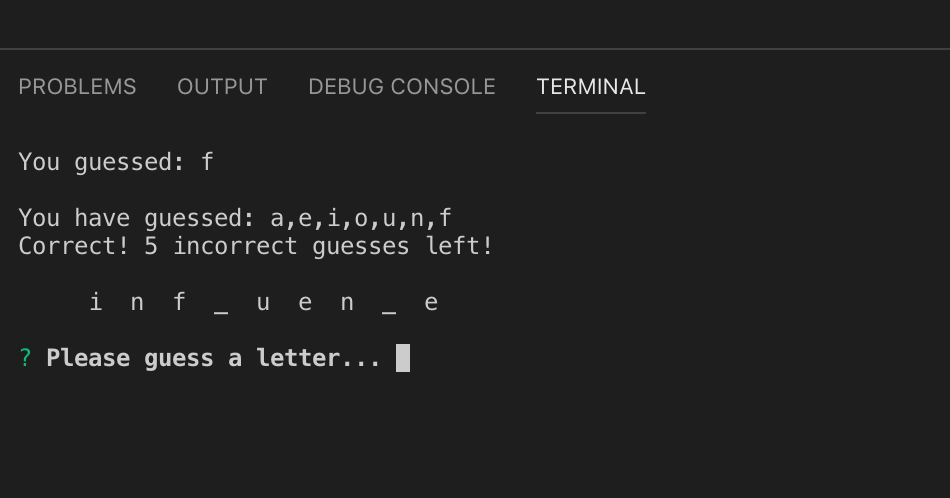 PROBLEMS OUTPUT DEBUG CONSOLE TERMINAL
You guessed: f
You have guessed: a,e,i,o,u,n,f
Correct! 5 incorrect guesses left!
i n f _ u e n _ e
? Please guess a letter...